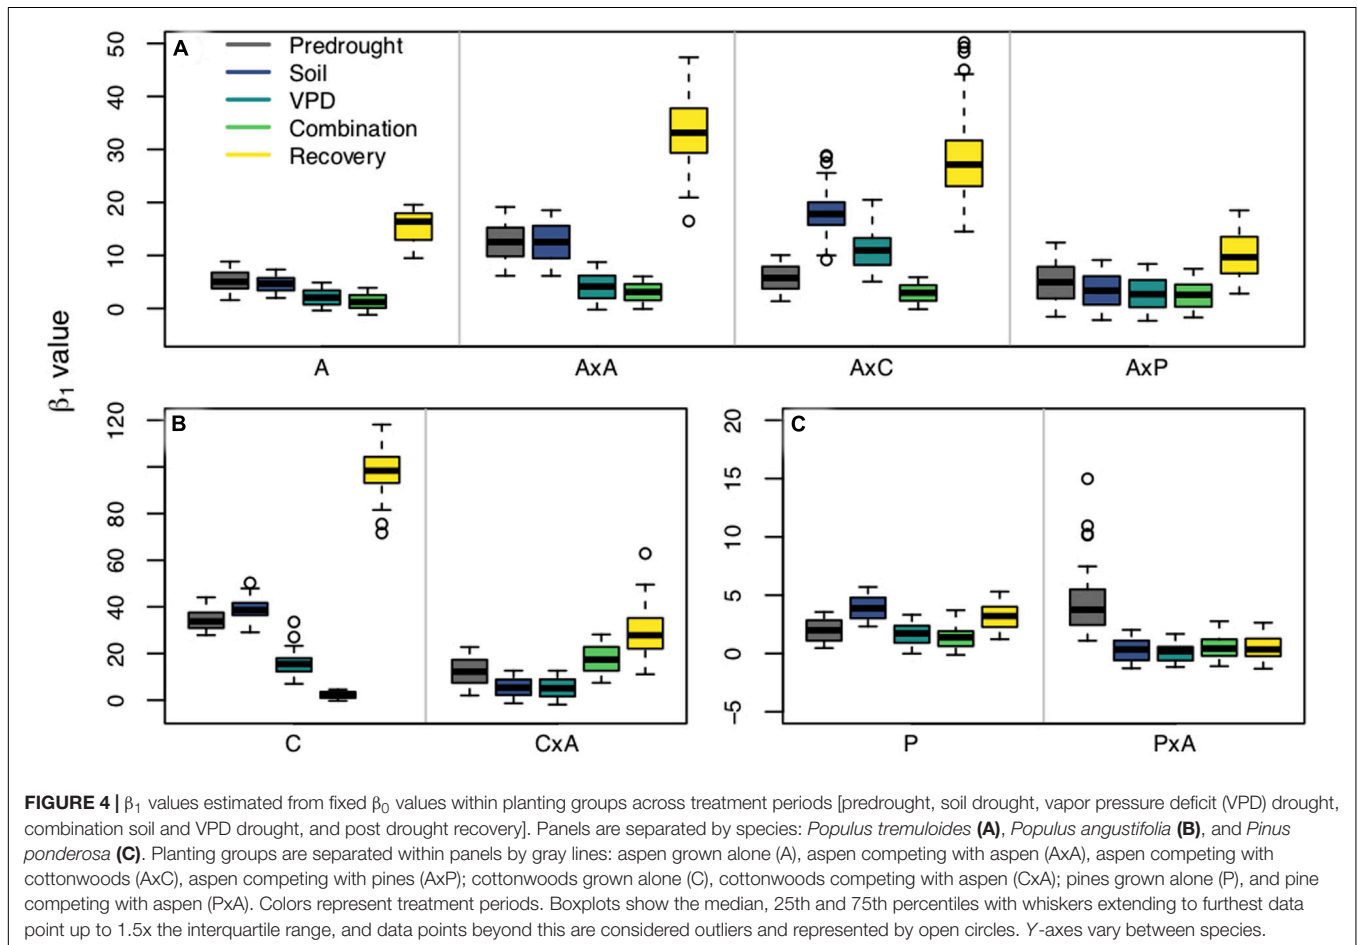 A
Predrought
Soil
VPD
Combination
Recovery
50
40
30
20
10
0
A
AxA
AxC
AxP
β1 value
B
120
80
60
40
20
0
C
CxA
C
20
15
10
5
0
−5
P
PxA
FIGURE 4 | β1 values estimated from fixed β0 values within planting groups across treatment periods [predrought, soil drought, vapor pressure deficit (VPD) drought,
combination soil and VPD drought, and post drought recovery]. Panels are separated by species: Populus tremuloides (A), Populus angustifolia (B), and Pinus
ponderosa (C). Planting groups are separated within panels by gray lines: aspen grown alone (A), aspen competing with aspen (AxA), aspen competing with
cottonwoods (AxC), aspen competing with pines (AxP); cottonwoods grown alone (C), cottonwoods competing with aspen (CxA); pines grown alone (P), and pine
competing with aspen (PxA). Colors represent treatment periods. Boxplots show the median, 25th and 75th percentiles with whiskers extending to furthest data
point up to 1.5x the interquartile range, and data points beyond this are considered outliers and represented by open circles. Y-axes vary between species.